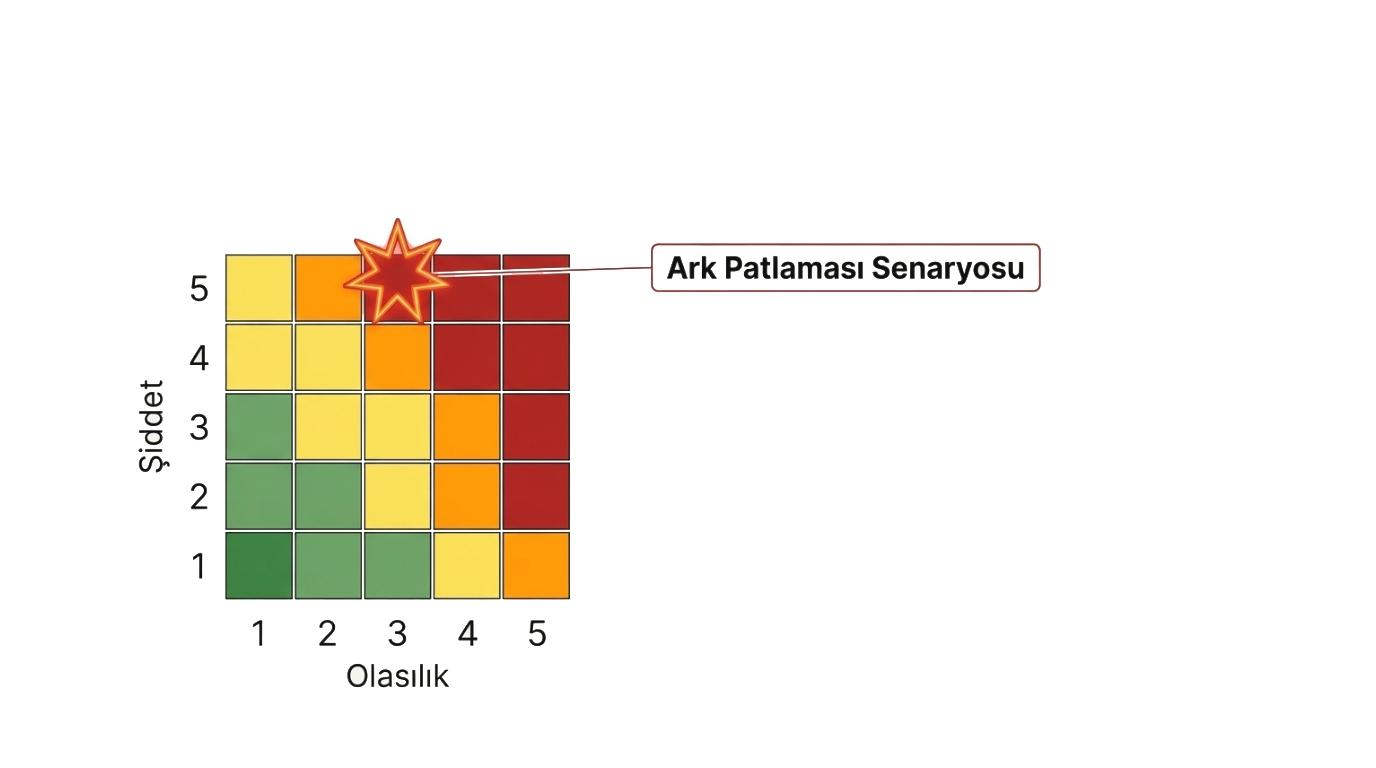 Ark Patlaması Senaryosu
Şiddet
5
4
3
2
1
1 2 3 4 5
Olasılık